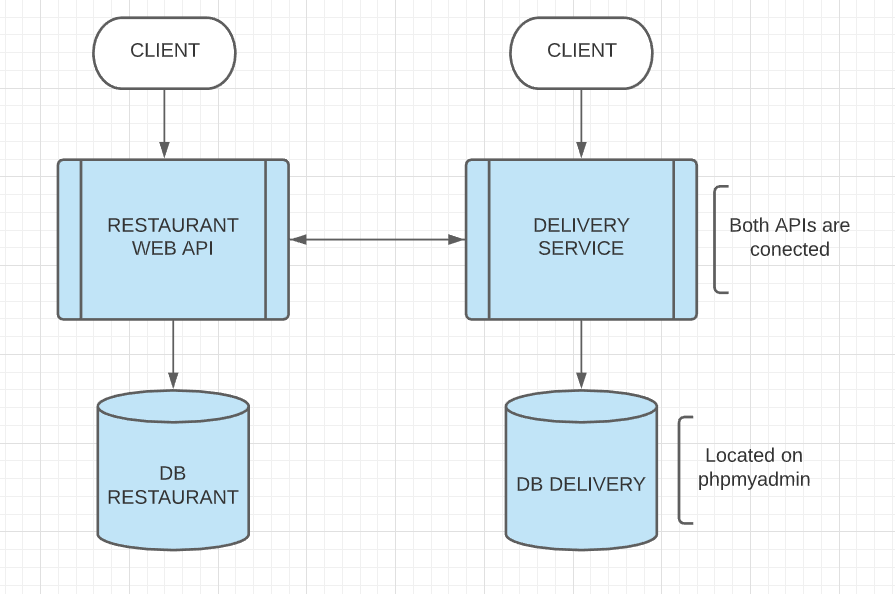 CLIENT
CLIENT
RESTAURANT
WEB API
DELIVERY
SERVICE
Both APIs are
conected
DB
RESTAURANT
DB DELIVERY
Located on
phpmyadmin